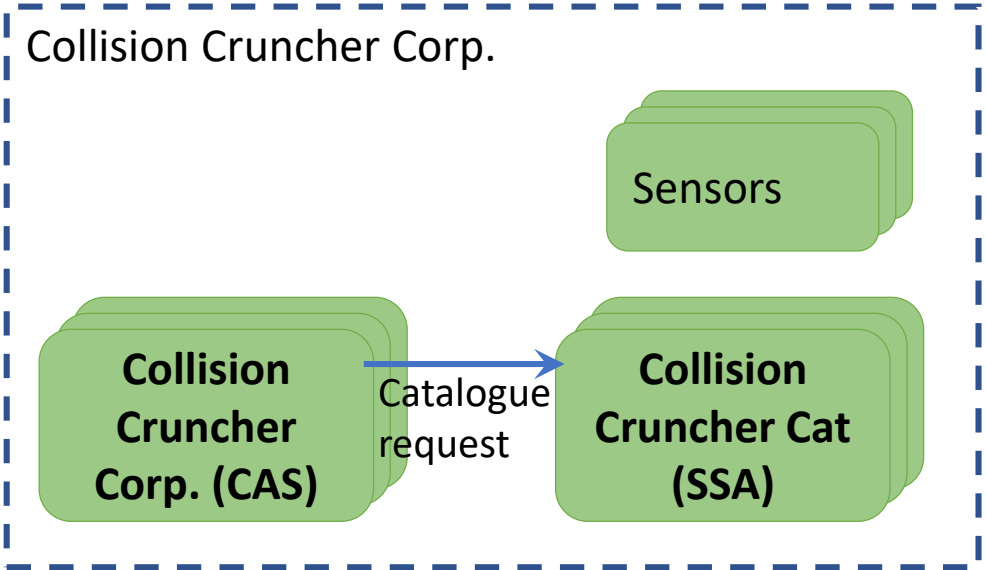 Collision Cruncher Corp.
Sensors
Collision
Cruncher
Corp. (CAS)
Catalogue
request
Collision
Cruncher Cat
(SSA)